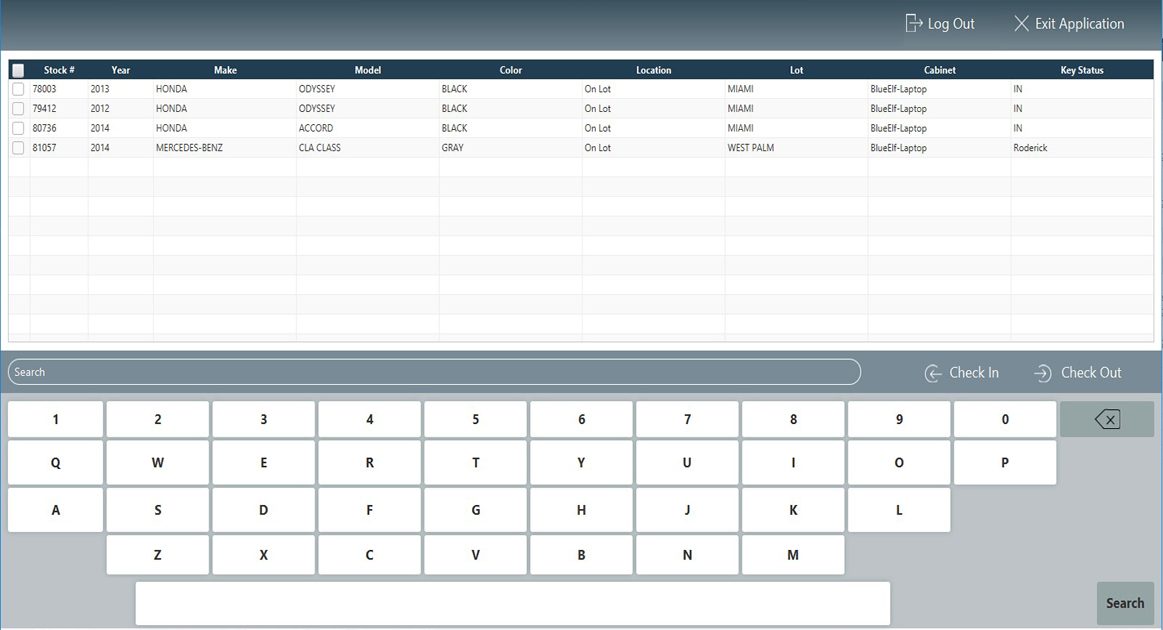 Log Out Exit Application
Stock # Year Make Model Color Location Lot Cabinet Key Status
78003 2013 HONDA ODYSSEY BLACK On Lot MIAMI BlueElf-Laptop IN
79412 2012 HONDA ODYSSEY BLACK On Lot MIAMI BlueElf-Laptop IN
80736 2014 HONDA ACCORD BLACK On Lot MIAMI BlueElf-Laptop IN
81057 2014 MERCEDES-BENZ CLA CLASS GRAY On Lot WEST PALM BlueElf-Laptop Roderick
Search Check In Check Out
1 2 3 4 5 6 7 8 9 0
Q W E R T Y U I O P
A S D F G H J K L
Z X C V B N M
Search